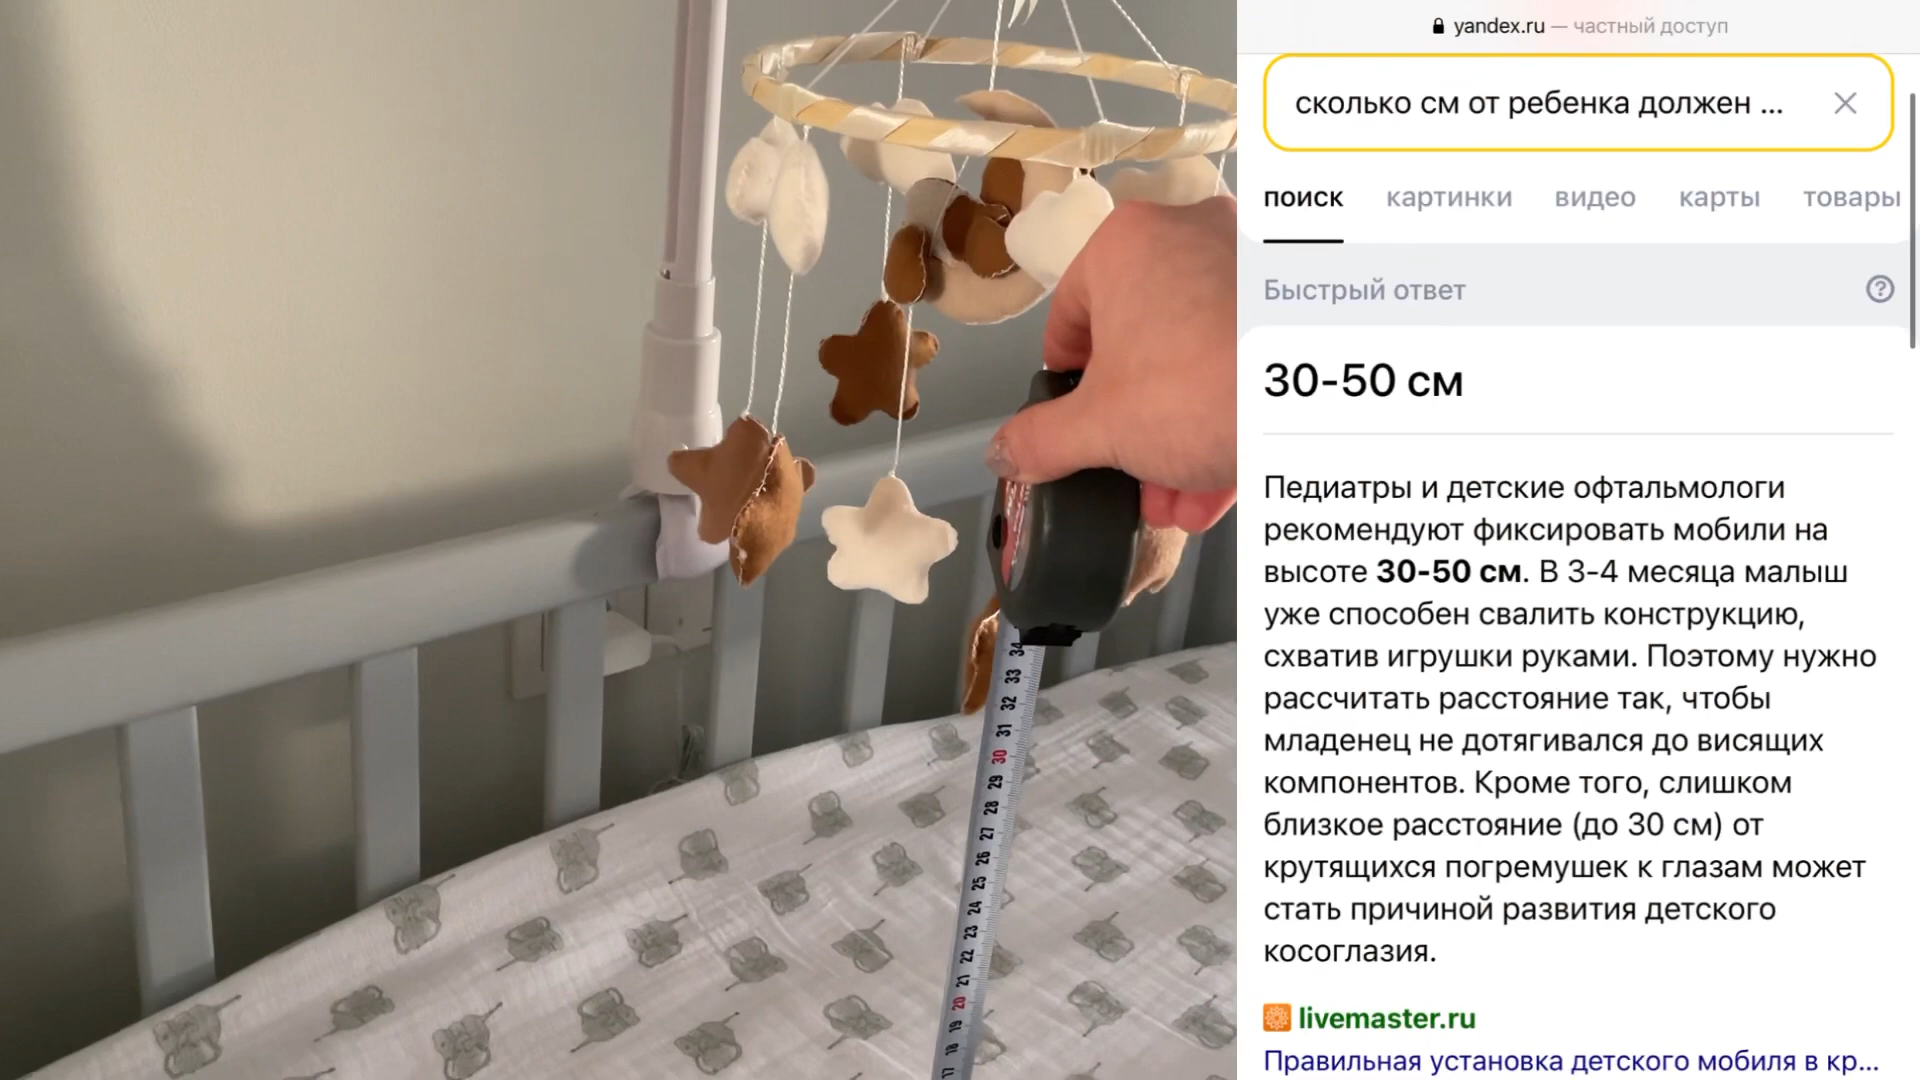 yandex.ru — частный доступ
сколько см от ребенка должен ...
поиск картинки видео карты товары
Быстрый ответ
30-50 см
Педиатры и детские офтальмологи
рекомендуют фиксировать мобили на
высоте 30-50 см. В 3-4 месяца малыш
уже способен свалить конструкцию,
схватив игрушки руками. Поэтому нужно
рассчитать расстояние так, чтобы
младенец не дотягивался до висящих
компонентов. Кроме того, слишком
близкое расстояние (до 30 см) от
крутящихся погремушек к глазам может
стать причиной развития детского
косоглазия.
livemaster.ru
Правильная установка детского мобиля в кр...
34
33
32
31
30
29
28
27
26
25
24
23
22
21
20
19
18
17